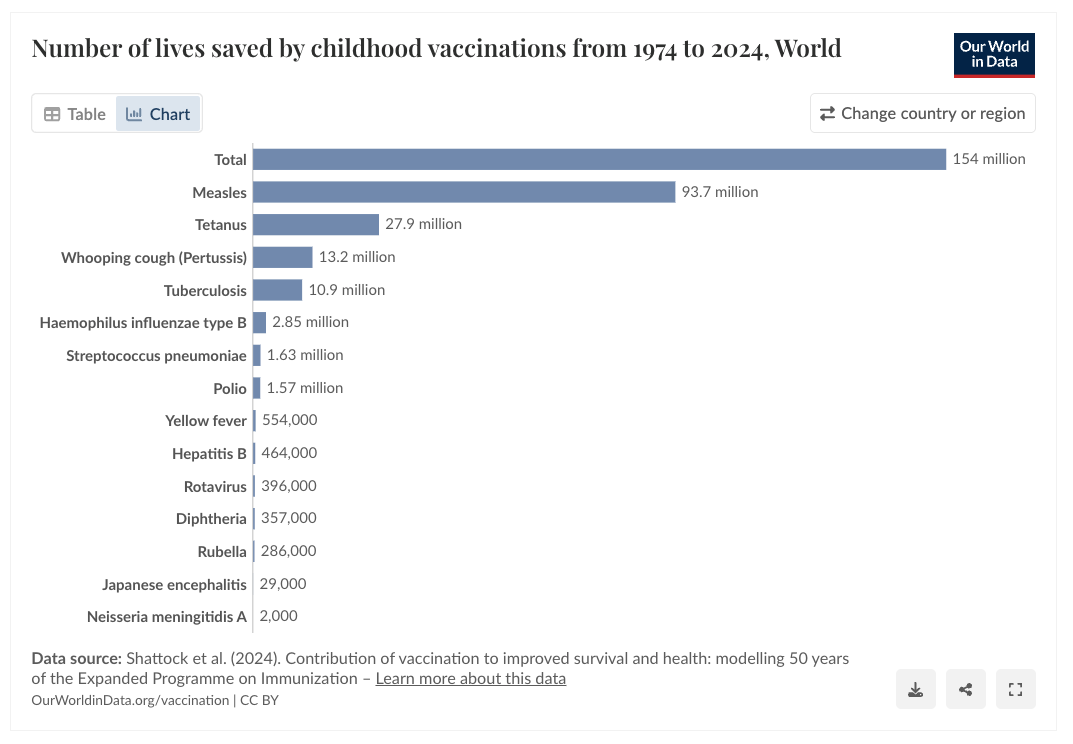 Number of lives saved by childhood vaccinations from 1974 to 2024, World
Our World
in Data
Table
Chart
Change country or region
Total 154 million
Measles 93.7 million
Tetanus 27.9 million
Whooping cough (Pertussis) 13.2 million
Tuberculosis 10.9 million
Haemophilus influenzae type B 2.85 million
Streptococcus pneumoniae 1.63 million
Polio 1.57 million
Yellow fever 554,000
Hepatitis B 464,000
Rotavirus 396,000
Diphtheria 357,000
Rubella 286,000
Japanese encephalitis 29,000
Neisseria meningitidis A 2,000
Data source: Shattock et al. (2024). Contribution of vaccination to improved survival and health: modelling 50 years
of the Expanded Programme on Immunization – Learn more about this data
OurWorldinData.org/vaccination | CC BY